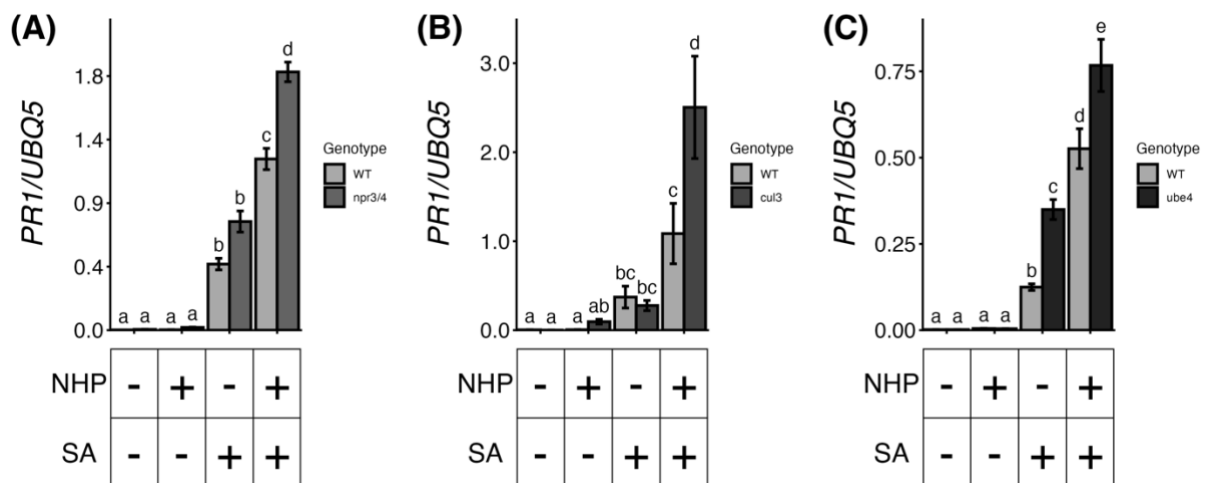 (A)
PR1/UBQ5
1.8
1.4
0.9
0.4
0.0
a a a a b b c d
Genotype
WT
npr3/4
NHP - + - +
SA - - + +
(B)
PR1/UBQ5
3.0
2.0
1.0
0.0
a a a ab bc bc c d
Genotype
WT
cul3
NHP - + - +
SA - - + +
(C)
PR1/UBQ5
0.75
0.50
0.25
0.00
a a a a b c d e
Genotype
WT
ube4
NHP - + - +
SA - - + +